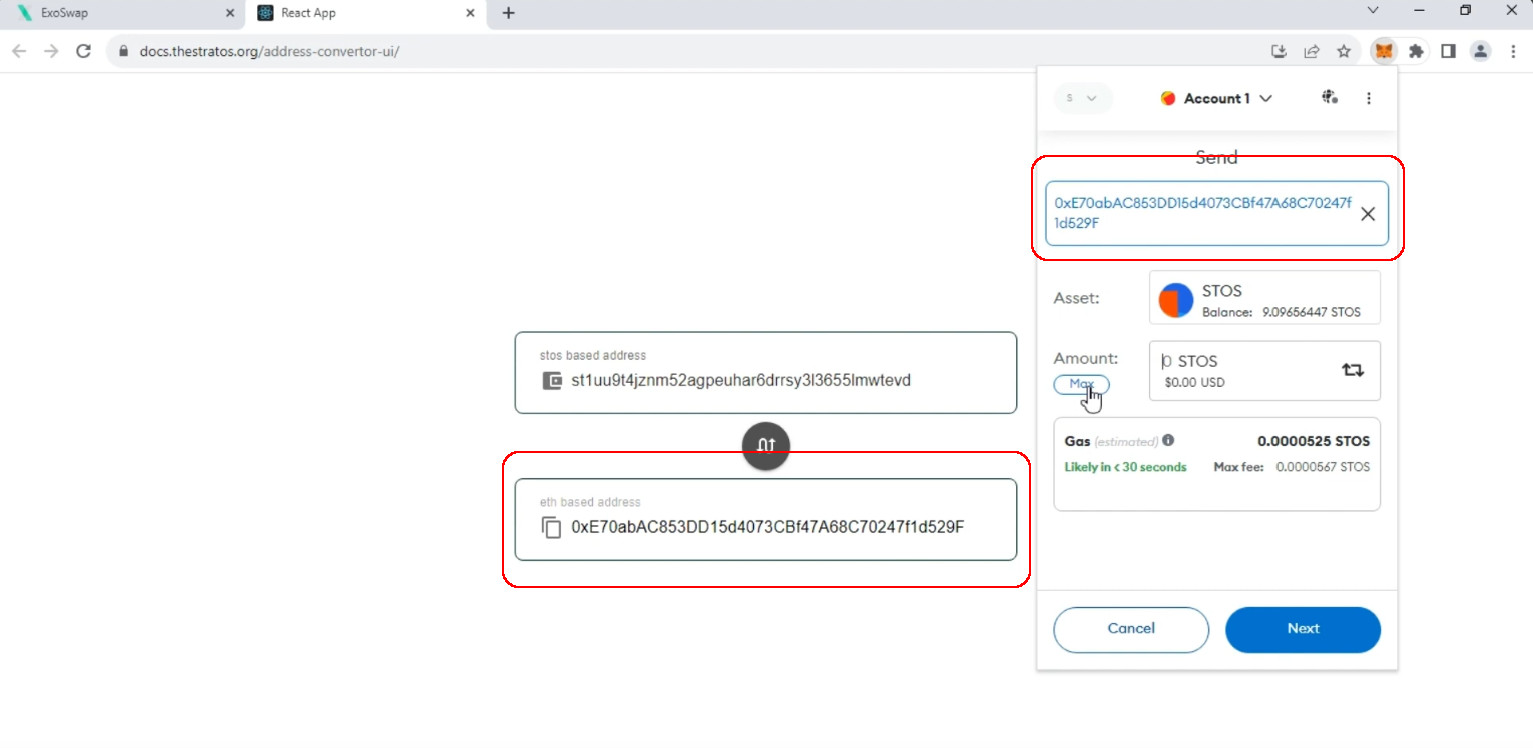 ExoSwap
React App
docs.thestratos.org/address-convertor-ui/
S
Account 1
Send
0xE70abAC853DD15d4073CBf47A68C70247f
1d529F
Asset:
STOS
Balance: 9.09656447 STOS
Amount:
Max
0 STOS
$0.00 USD
Gas (estimated)
0.0000525 STOS
Likely in < 30 seconds
Max fee: 0.0000567 STOS
Cancel
Next
stos based address
st1uu9t4jznm52agpeuhar6drrsy3l3655lmwtevd
eth based address
0xE70abAC853DD15d4073CBf47A68C70247f1d529F